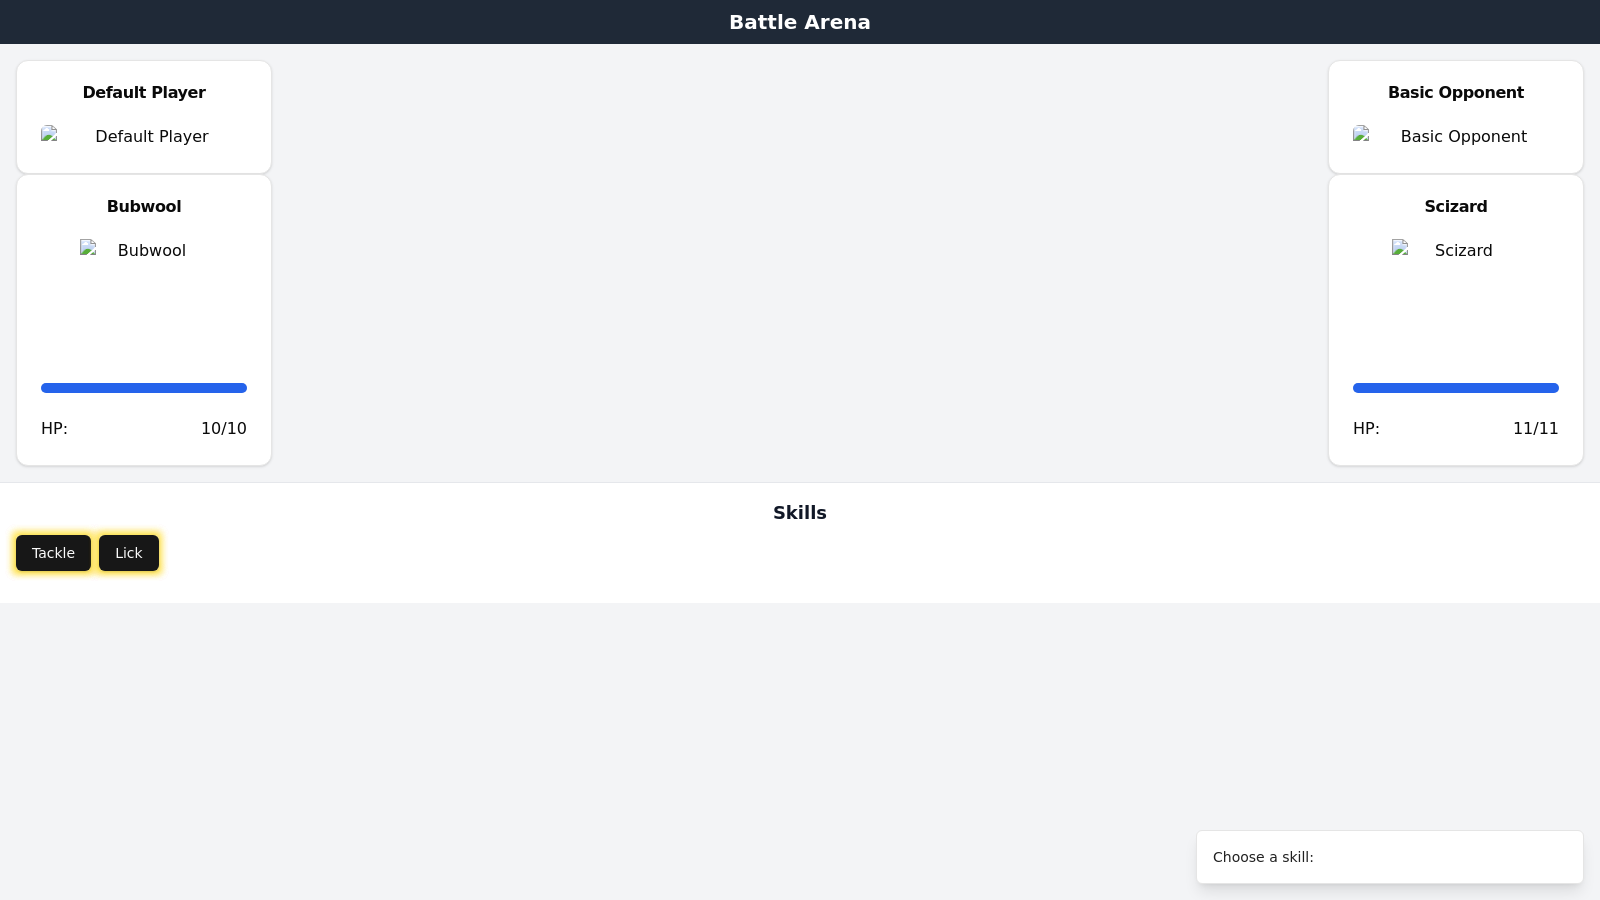 Battle Arena
Default Player
Default Player
Bubwool
Bubwool
HP: 10/10
Basic Opponent
Basic Opponent
Scizard
Scizard
HP: 11/11
Skills
Tackle
Lick
Choose a skill: